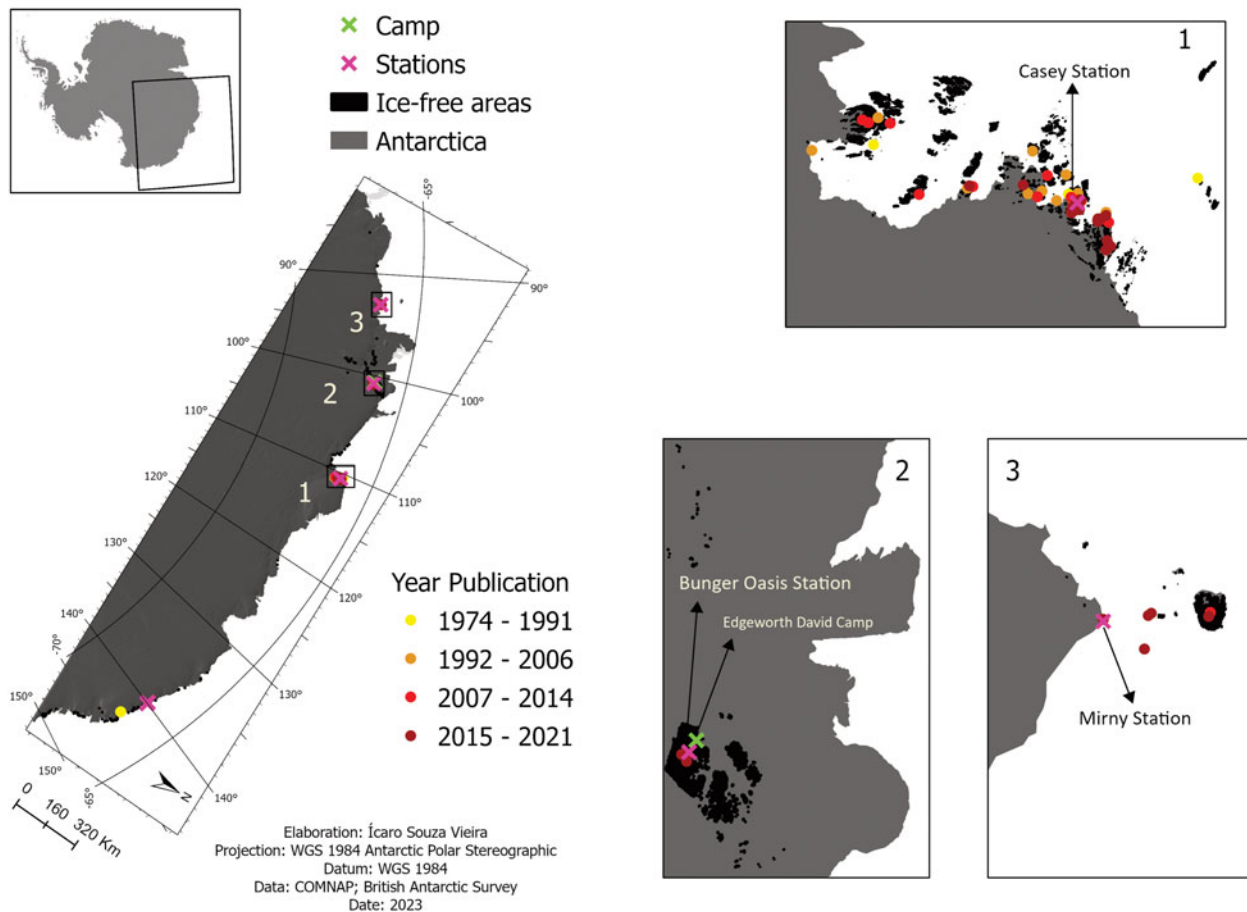 Camp
Stations
Ice-free areas
Antarctica
-65°
90°
90°
3
100°
2
100°
110°
1
110°
120°
120°
130°
130°
140°
-70°
150°
150°
-65°
140°
N
0 160 320 Km
Year Publication
1974 - 1991
1992 - 2006
2007 - 2014
2015 - 2021
Elaboration: Ícaro Souza Vieira
Projection: WGS 1984 Antarctic Polar Stereographic
Datum: WGS 1984
Data: COMNAP; British Antarctic Survey
Date: 2023
1
Casey Station
2
Bunger Oasis Station
Edgeworth David Camp
3
Mirny Station